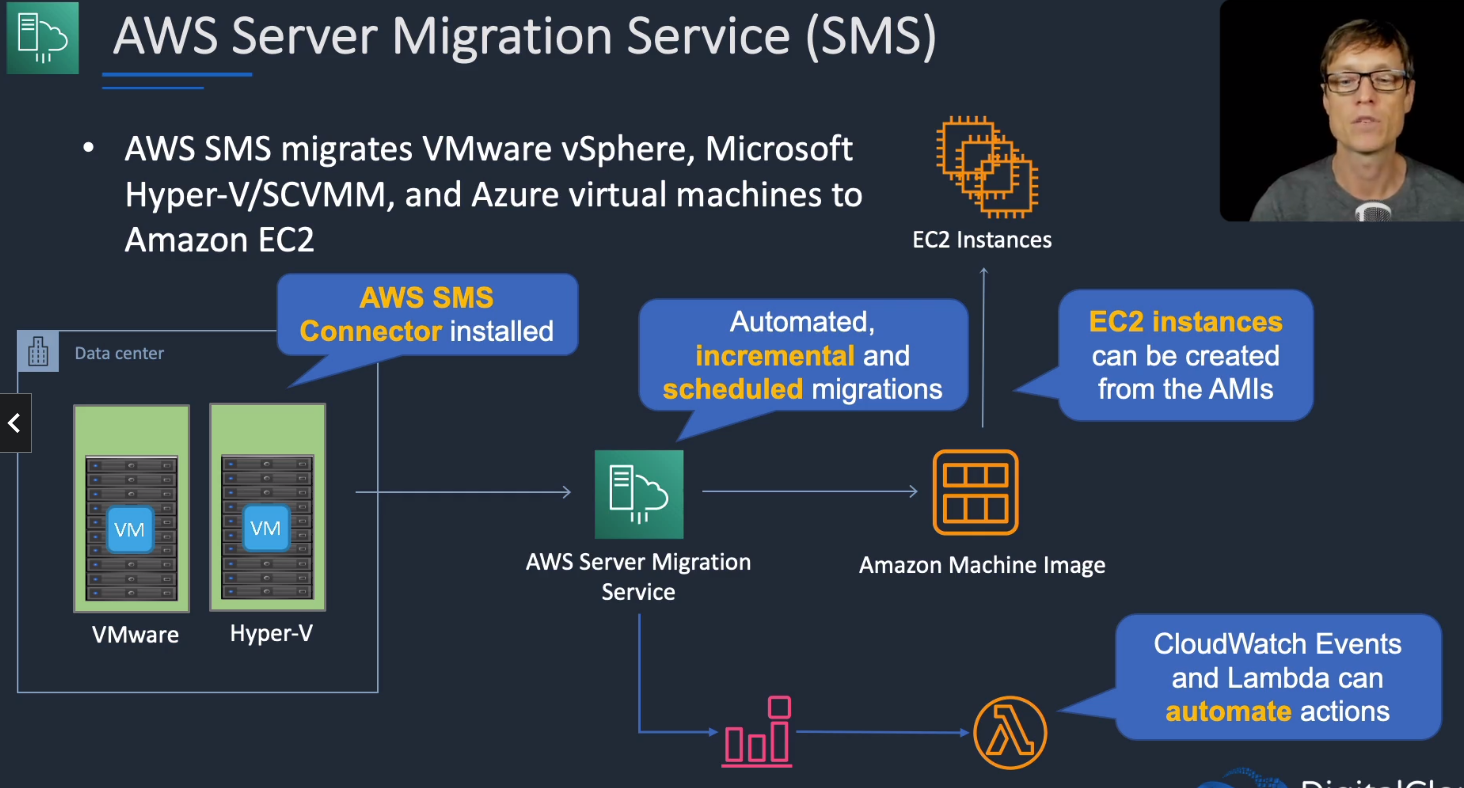 AWS Server Migration Service (SMS)
• AWS SMS migrates VMware vSphere, Microsoft
Hyper-V/SCVMM, and Azure virtual machines to
Amazon EC2
EC2 Instances
AWS SMS
Connector installed
Automated,
incremental and
scheduled migrations
EC2 instances
can be created
from the AMIs
Data center
VM
VM
VMware
Hyper-V
AWS Server Migration
Service
Amazon Machine Image
CloudWatch Events
and Lambda can
automate actions